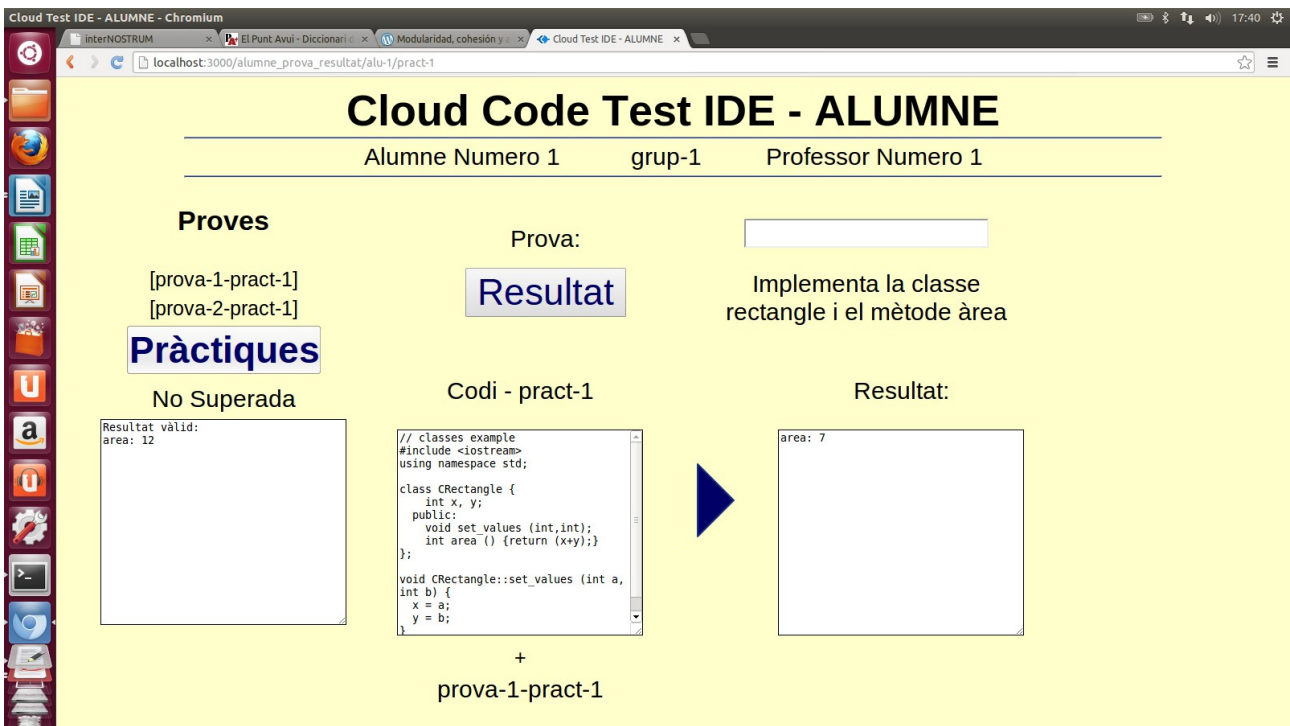 Cloud Test IDE - ALUMNE - Chromium
17:40
interNOSTRUM
El Punt Avui - Diccionari d
Modularidad, cohesión y a
Cloud Test IDE - ALUMNE
localhost:3000/alumne_prova_resultat/alu-1/pract-1
Cloud Code Test IDE - ALUMNE
Alumne Numero 1 grup-1 Professor Numero 1
Proves
[prova-1-pract-1]
[prova-2-pract-1]
Pràctiques
Prova:
Resultat
Implementa la classe
rectangle i el mètode àrea
No Superada
Resultat vàlid:
area: 12
Codi - pract-1
// classes example
#include <iostream>
using namespace std;
class CRectangle {
int x, y;
public:
void set_values (int,int);
int area () {return (x+y);}
};
void CRectangle::set_values (int a,
int b) {
x = a;
y = b;
}
+
prova-1-pract-1
Resultat:
area: 7